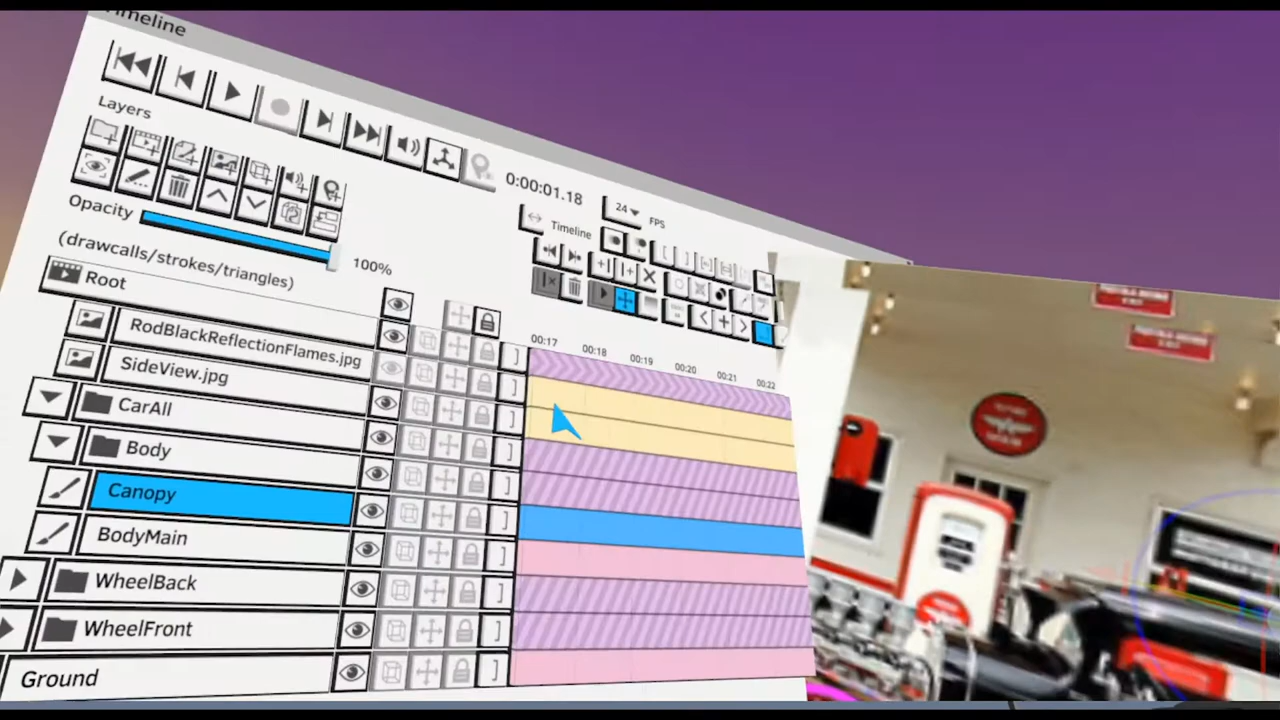 Timeline
Layers
0:00:01.18
24 FPS
Timeline
Opacity
100%
(drawcalls/strokes/triangles)
Root
00:17 00:18 00:19 00:20 00:21 00:22
RodBlackReflectionFlames.jpg
SideView.jpg
CarAll
Body
Canopy
BodyMain
WheelBack
WheelFront
Ground